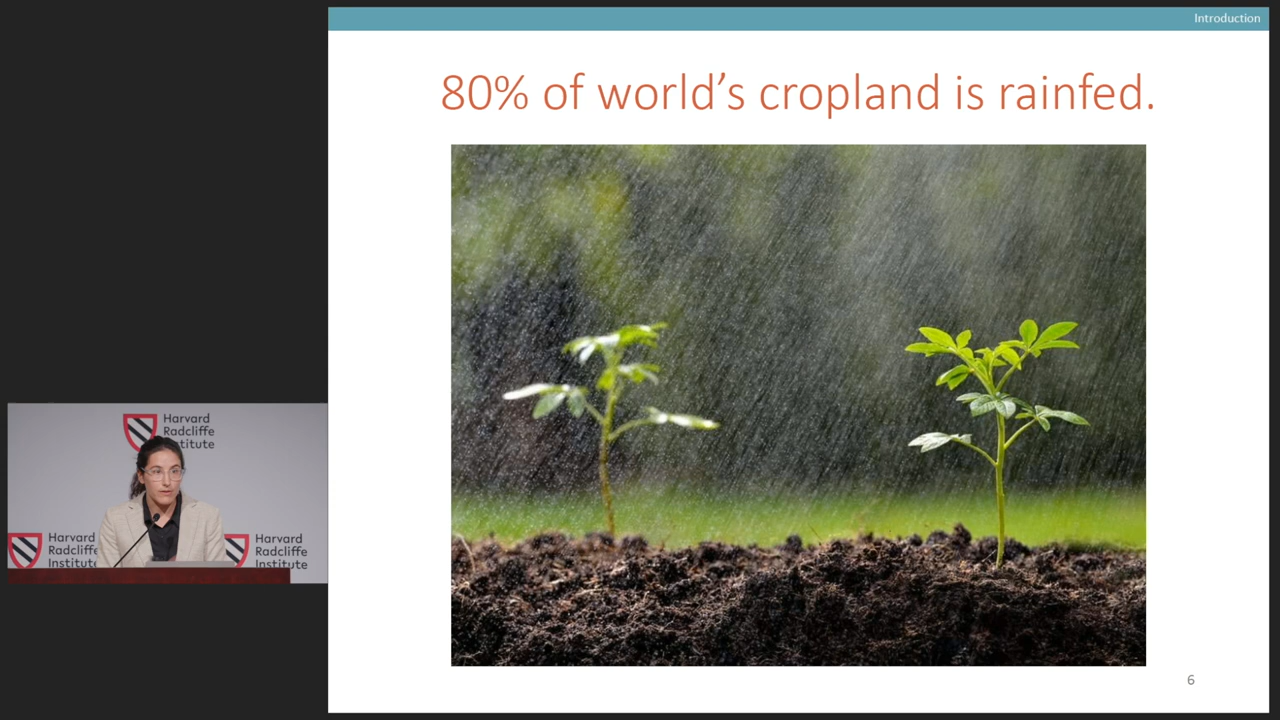 Introduction
80% of world's cropland is rainfed.
6
Harvard
Radcliffe
Institute
Harvard
Radcliffe
Institute
Harvard
Radcliffe
Institute